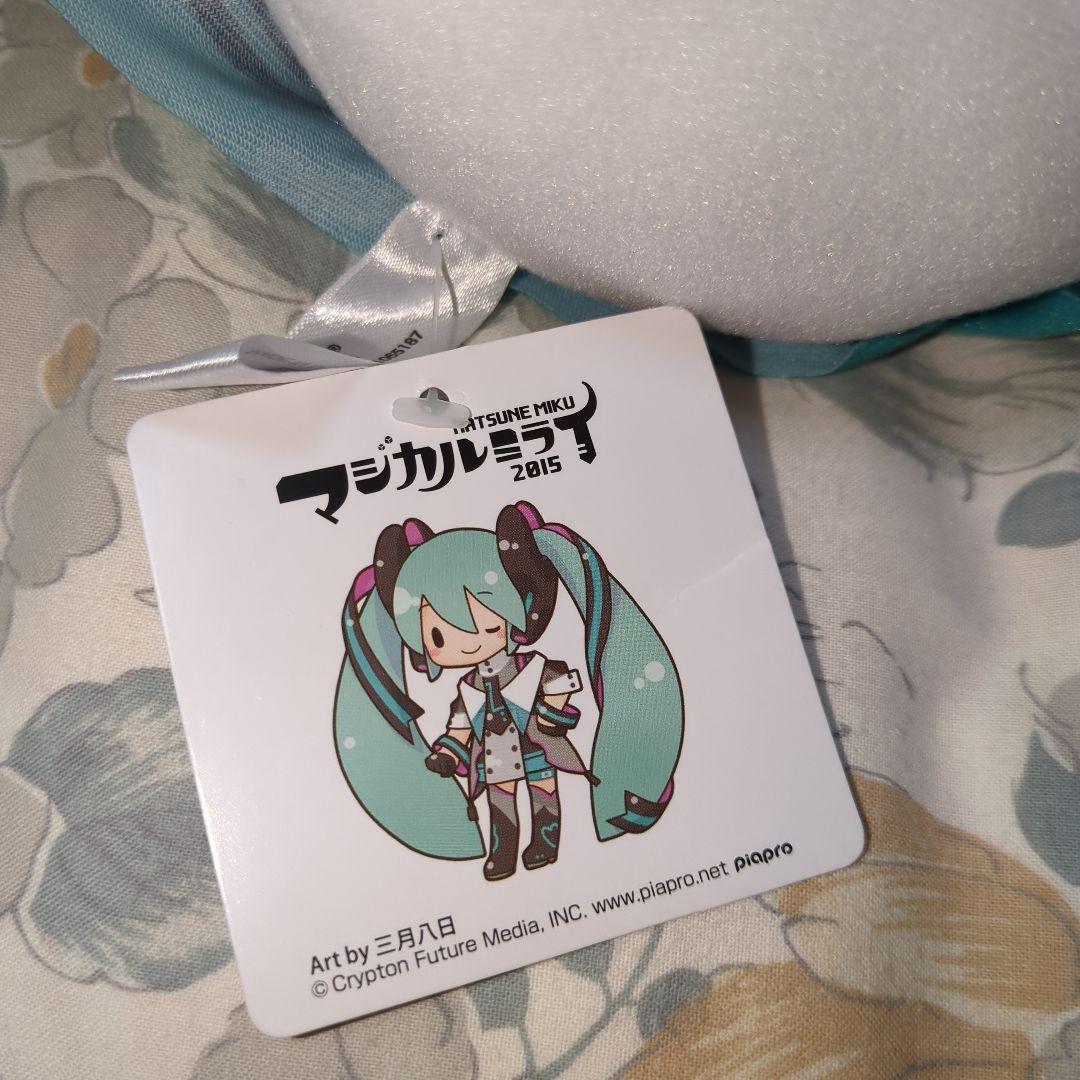 065187
HATSUNE MIKU
マジカルミライ
2015
Art by 三月八日
© Crypton Future Media, INC. www.piapro.net piapro